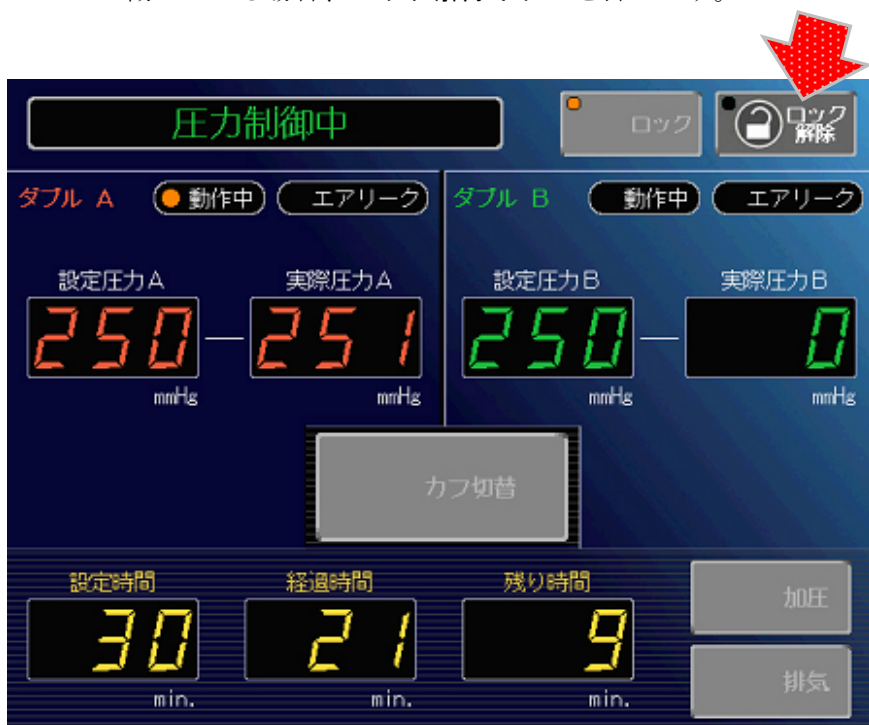 圧力制御中
ロック
ロック
解除
ダブル A
動作中
エアリーク
ダブル B
動作中
エアリーク
設定圧力A
実際圧力A
設定圧力B
実際圧力B
250
251
250
0
mmHg
mmHg
mmHg
mmHg
カフ切替
設定時間
経過時間
残り時間
加圧
30
21
9
min.
min.
min.
排気